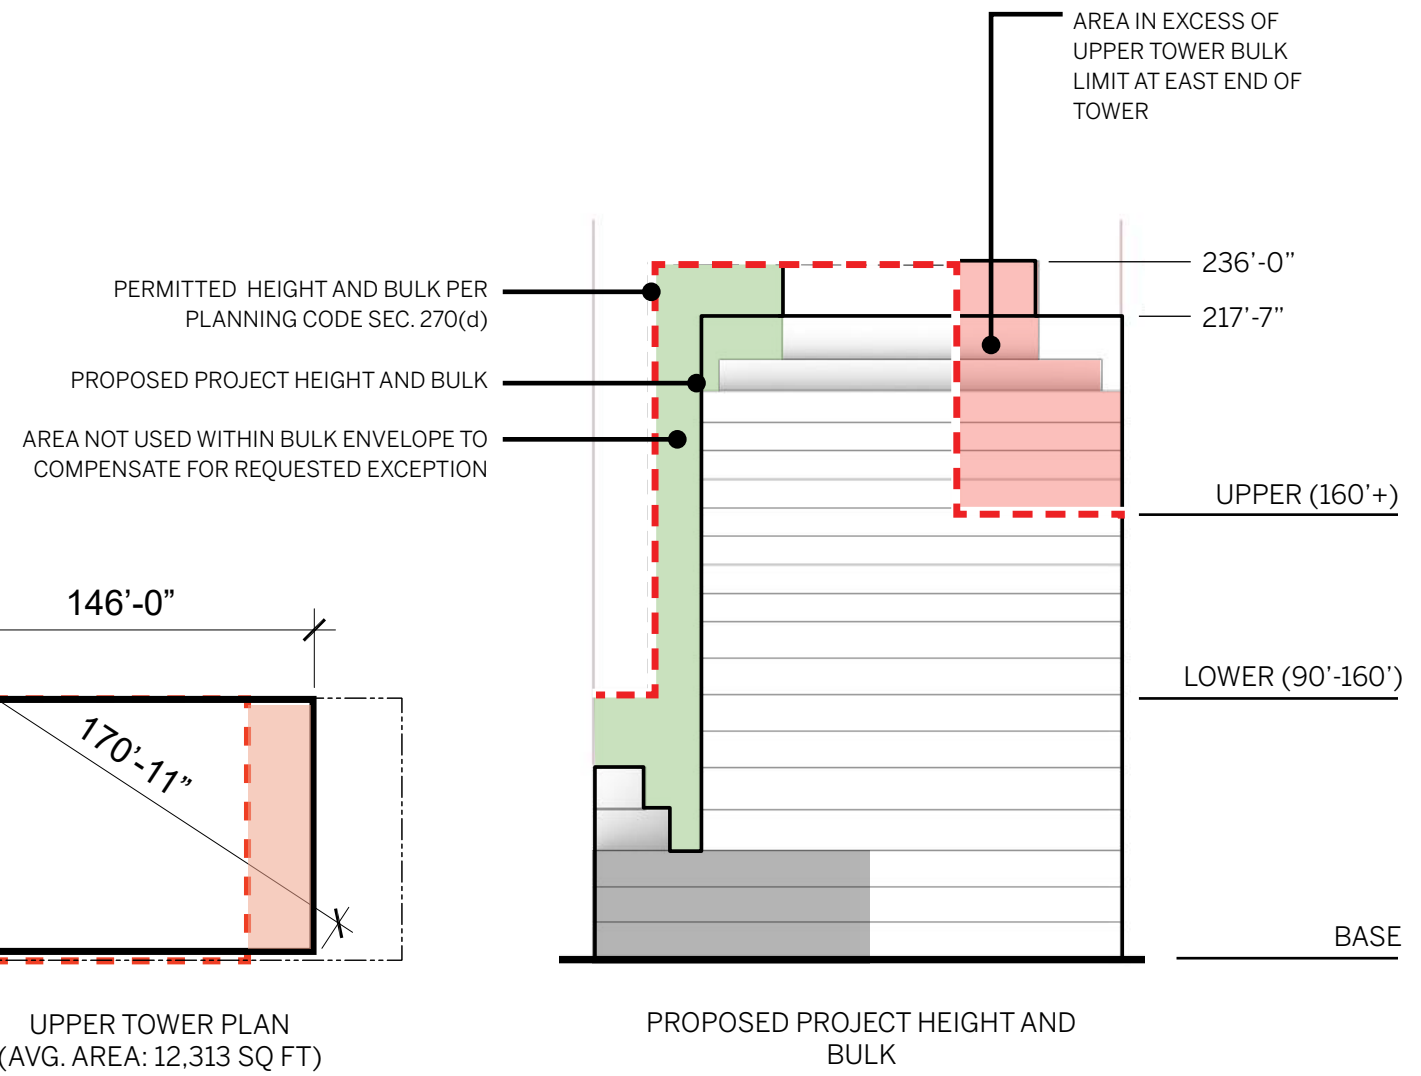 AREA IN EXCESS OF
UPPER TOWER BULK
LIMIT AT EAST END OF
TOWER
236’-0”
217’-7”
PERMITTED HEIGHT AND BULK PER
PLANNING CODE SEC. 270(d)
PROPOSED PROJECT HEIGHT AND BULK
AREA NOT USED WITHIN BULK ENVELOPE TO
COMPENSATE FOR REQUESTED EXCEPTION
UPPER (160’+)
LOWER (90’-160’)
BASE
146’-0”
170’-11”
UPPER TOWER PLAN
(AVG. AREA: 12,313 SQ FT)
PROPOSED PROJECT HEIGHT AND
BULK